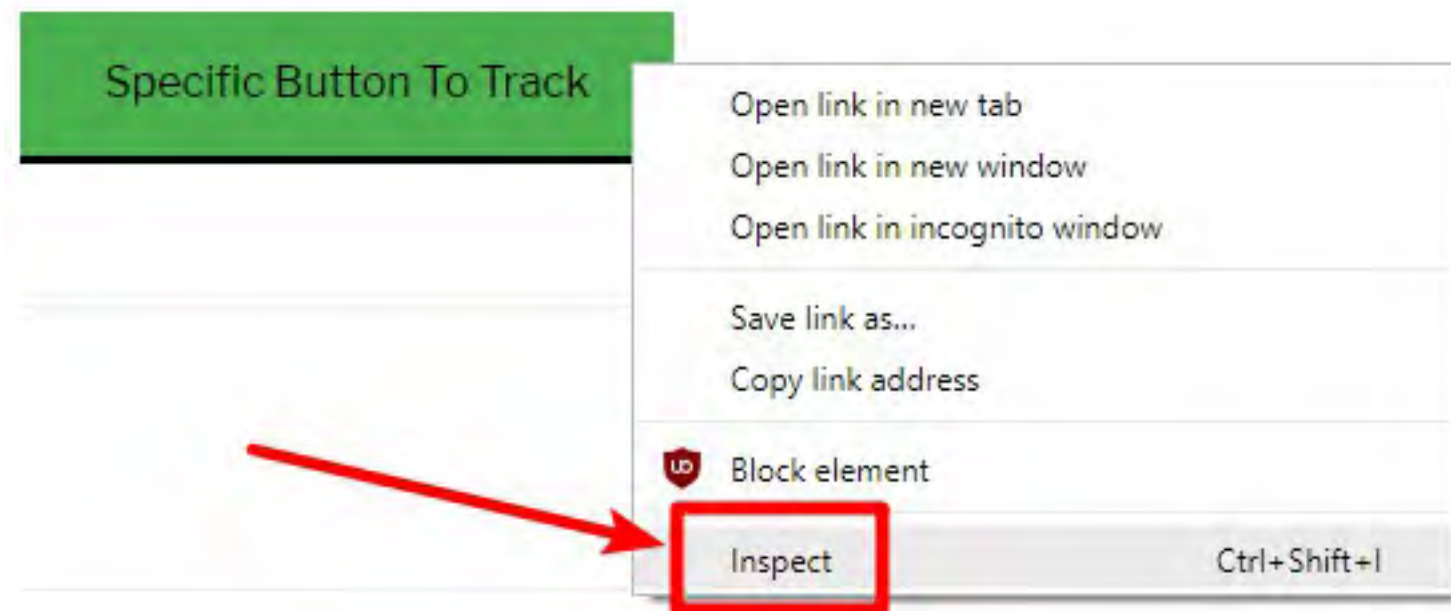 Specific Button To Track
Open link in new tab
Open link in new window
Open link in incognito window
Save link as...
Copy link address
UO Block element
Inspect Ctrl+Shift+I